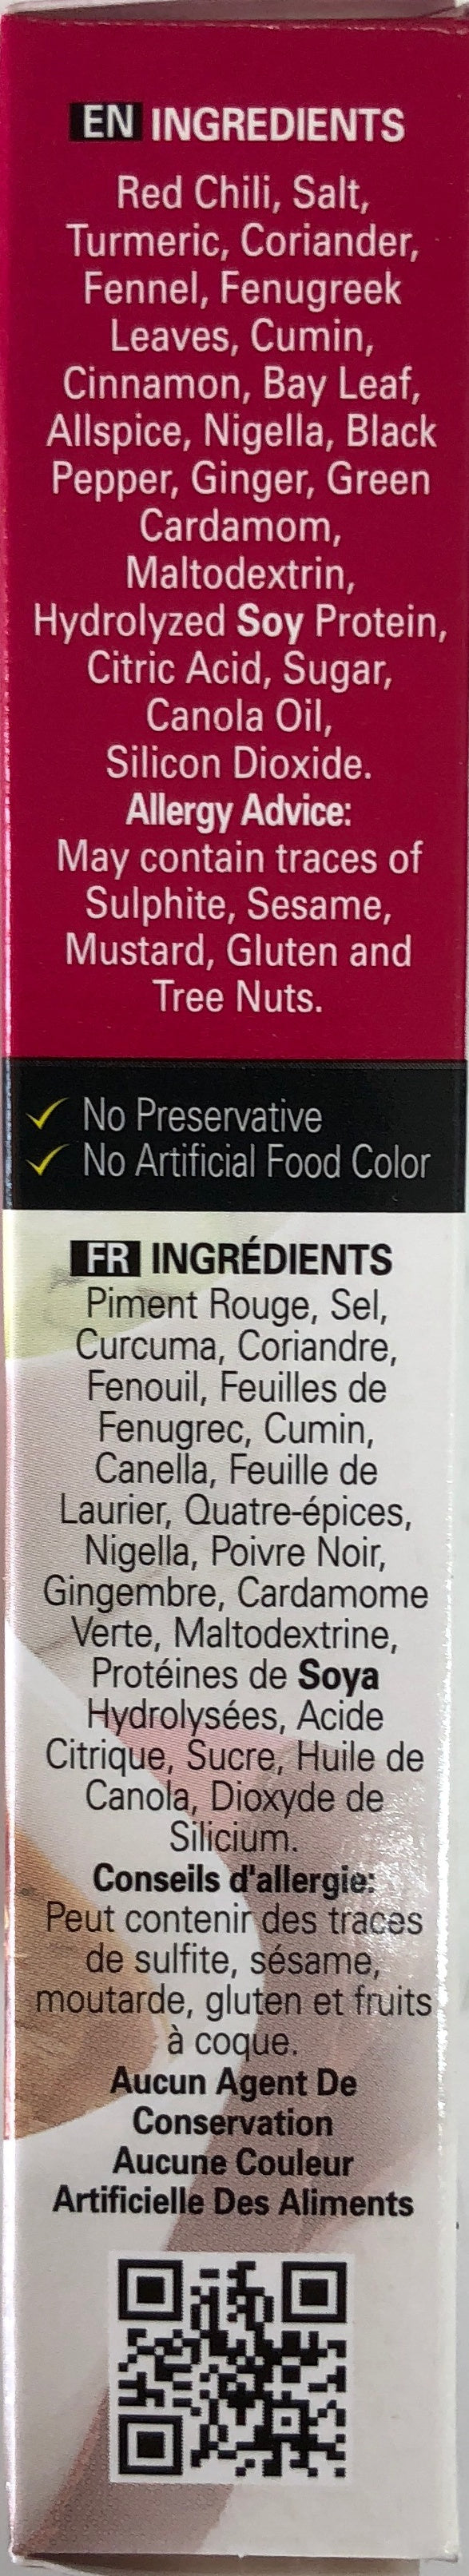 EN INGREDIENTS
Red Chili, Salt,
Turmeric, Coriander,
Fennel, Fenugreek
Leaves, Cumin,
Cinnamon, Bay Leaf,
Allspice, Nigella, Black
Pepper, Ginger, Green
Cardamom,
Maltodextrin,
Hydrolyzed Soy Protein,
Citric Acid, Sugar,
Canola Oil,
Silicon Dioxide.
Allergy Advice:
May contain traces of
Sulphite, Sesame,
Mustard, Gluten and
Tree Nuts.
✓ No Preservative
✓ No Artificial Food Color
FR INGRÉDIENTS
Piment Rouge, Sel,
Curcuma, Coriandre,
Fenouil, Feuilles de
Fenugrec, Cumin,
Canella, Feuille de
Laurier, Quatre-épices,
Nigella, Poivre Noir,
Gingembre, Cardamome
Verte, Maltodextrine,
Protéines de Soya
Hydrolysées, Acide
Citrique, Sucre, Huile de
Canola, Dioxyde de
Silicium.
Conseils d'allergie:
Peut contenir des traces
de sulfite, sésame,
moutarde, gluten et fruits
à coque.
Aucun Agent De
Conservation
Aucune Couleur
Artificielle Des Aliments